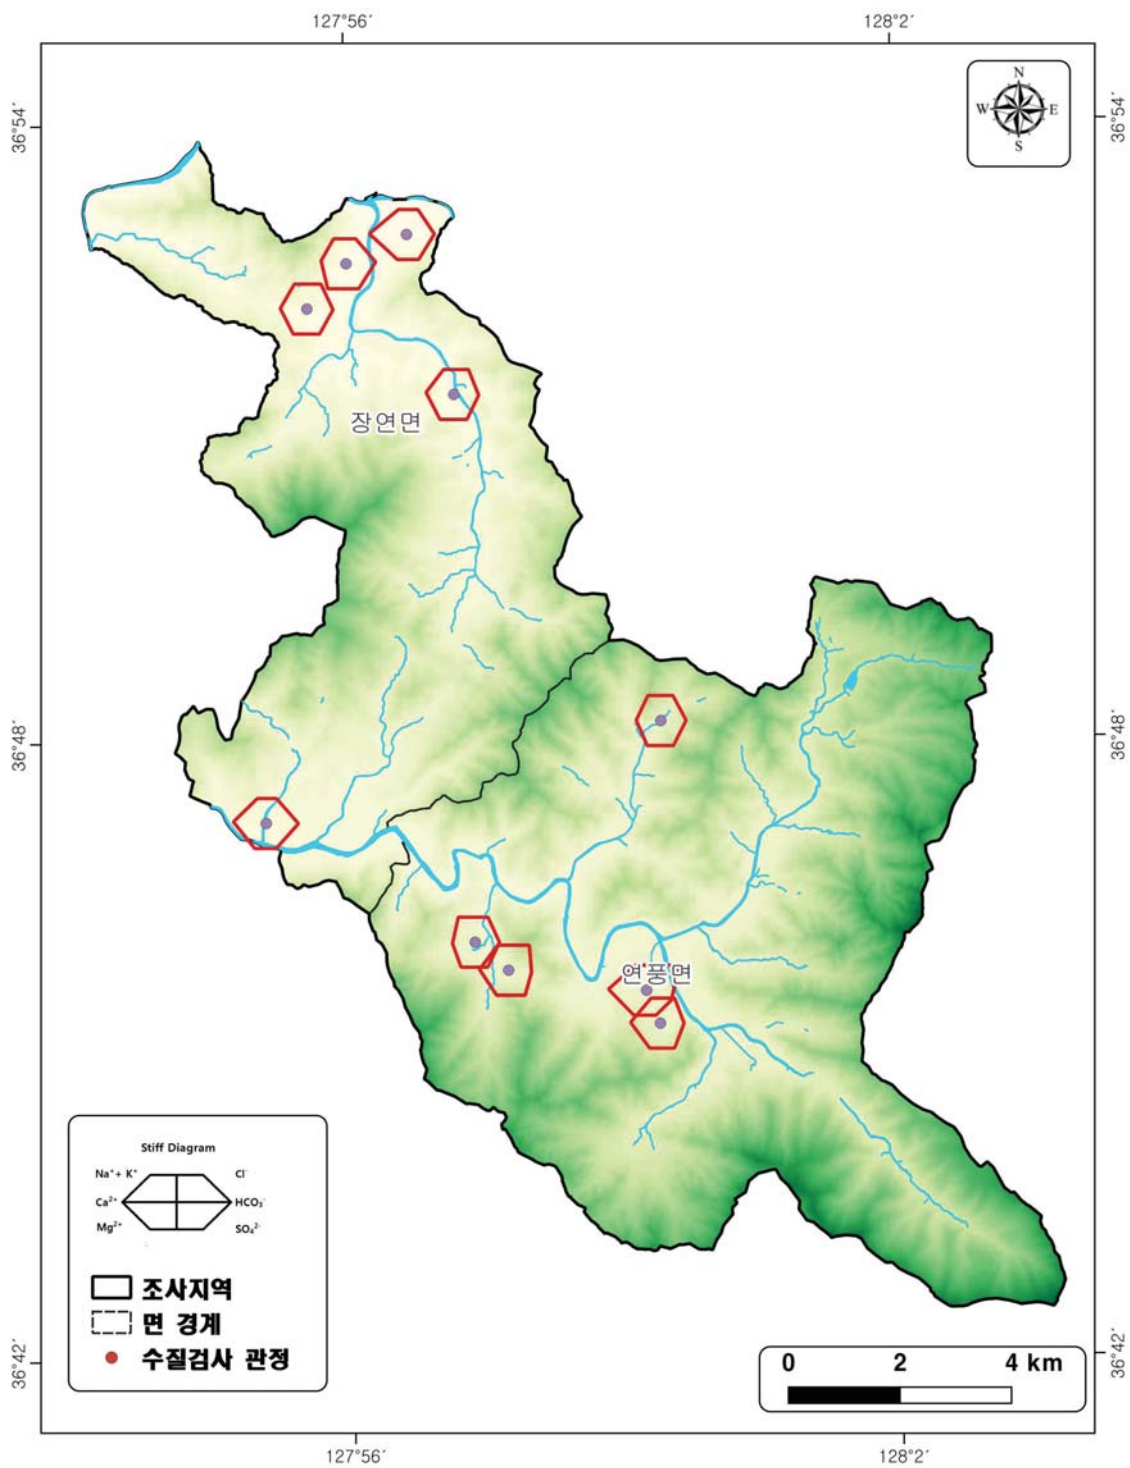 127°56′ 128°2′
N
W E
S
36°54′ 36°54′
장연면
36°48′ 36°48′
연풍면
Stiff Diagram
Na⁺+ K⁺ Cl⁻
Ca²⁺ HCO₃⁻
Mg²⁺ SO₄²⁻
조사지역
면 경계
수질검사 관정
0 2 4 km
36°42′ 36°42′
127°56′ 128°2′